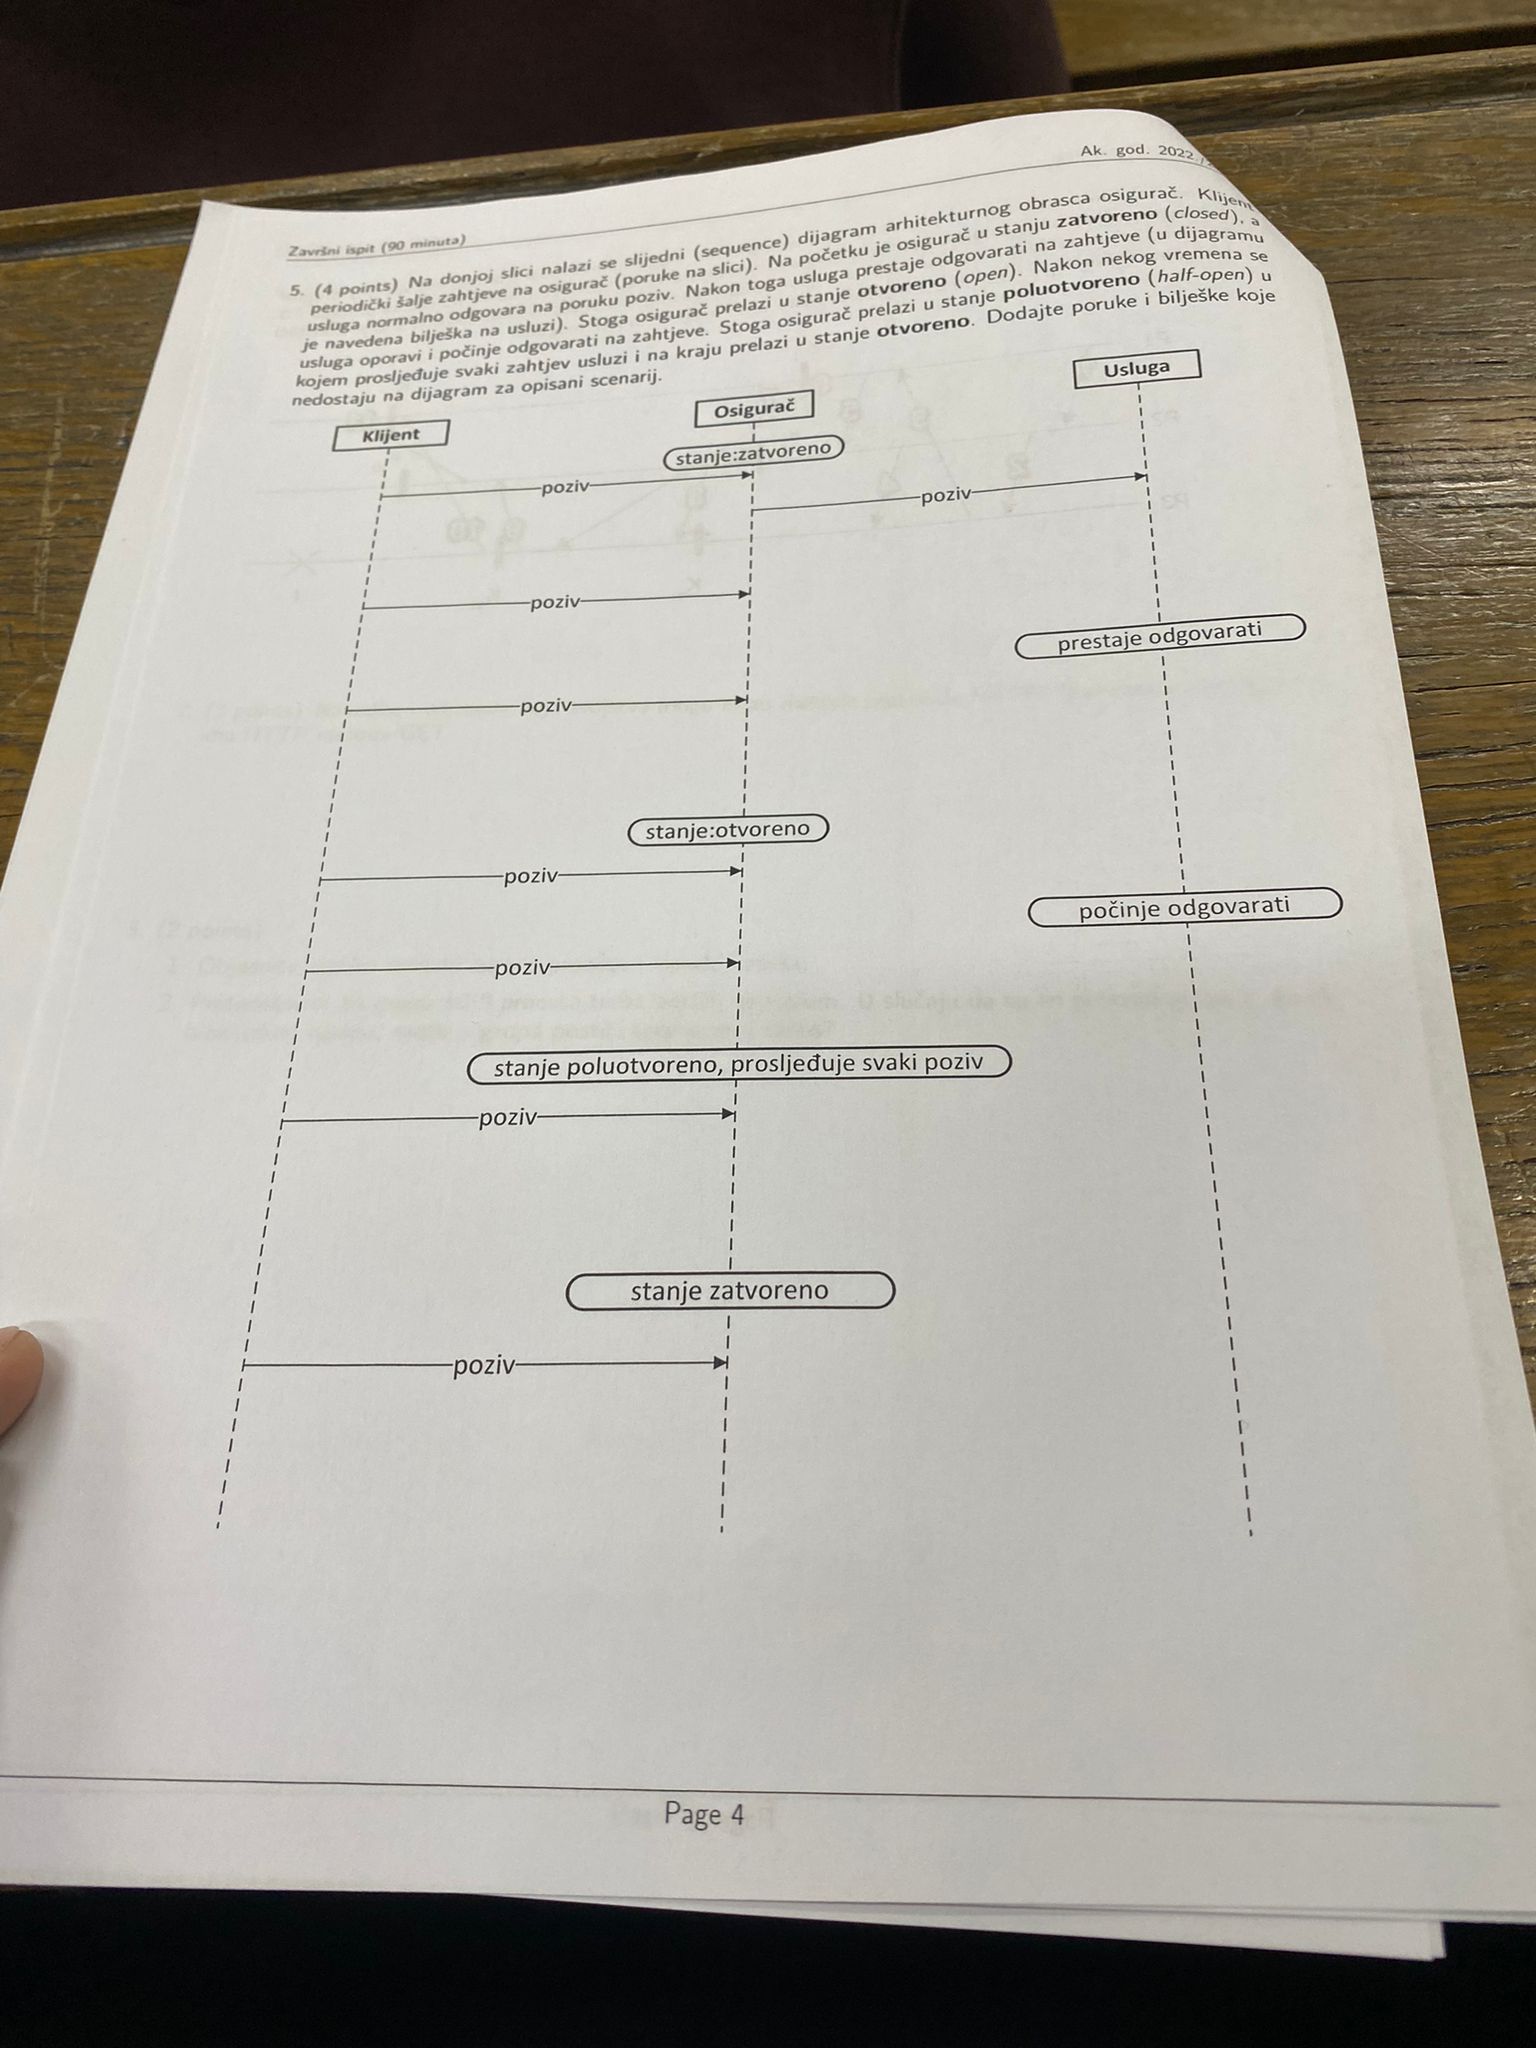 Ak. god. 2022./
Završni ispit (90 minuta)
5. (4 points) Na donjoj slici nalazi se slijedni (sequence) dijagram arhitekturnog obrasca osigurač. Klijent
periodički šalje zahtjeve na osigurač (poruke na slici). Na početku je osigurač u stanju zatvoreno (closed), a
usluga normalno odgovara na poruku poziv. Nakon toga usluga prestaje odgovarati na zahtjeve (u dijagramu
je navedena bilješka na usluzi). Stoga osigurač prelazi u stanje otvoreno (open). Nakon nekog vremena se
usluga oporavi i počinje odgovarati na zahtjeve. Stoga osigurač prelazi u stanje poluotvoreno (half-open) u
kojem prosljeđuje svaki zahtjev usluzi i na kraju prelazi u stanje otvoreno. Dodajte poruke i bilješke koje
nedostaju na dijagram za opisani scenarij.
Klijent
Osigurač
Usluga
stanje:zatvoreno
poziv
poziv
poziv
prestaje odgovarati
poziv
stanje:otvoreno
poziv
počinje odgovarati
poziv
stanje poluotvoreno, prosljeđuje svaki poziv
poziv
stanje zatvoreno
poziv
Page 4